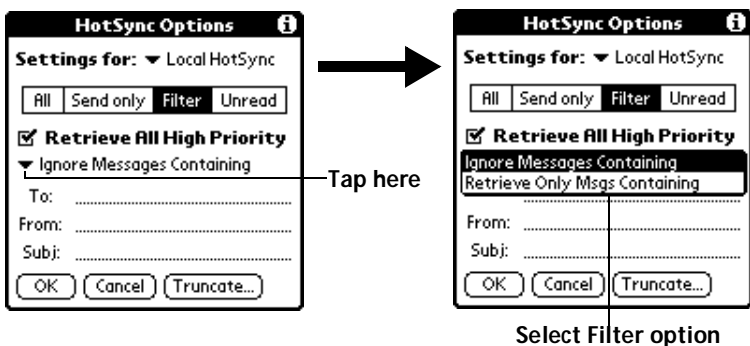 HotSync Options i
Settings for: Local HotSync
All Send only Filter Unread
Retrieve All High Priority
Ignore Messages Containing
To:
From:
Subj:
OK Cancel Truncate...
Tap here
HotSync Options i
Settings for: Local HotSync
All Send only Filter Unread
Retrieve All High Priority
Ignore Messages Containing
Retrieve Only Msgs Containing
From:
Subj:
OK Cancel Truncate...
Select Filter option